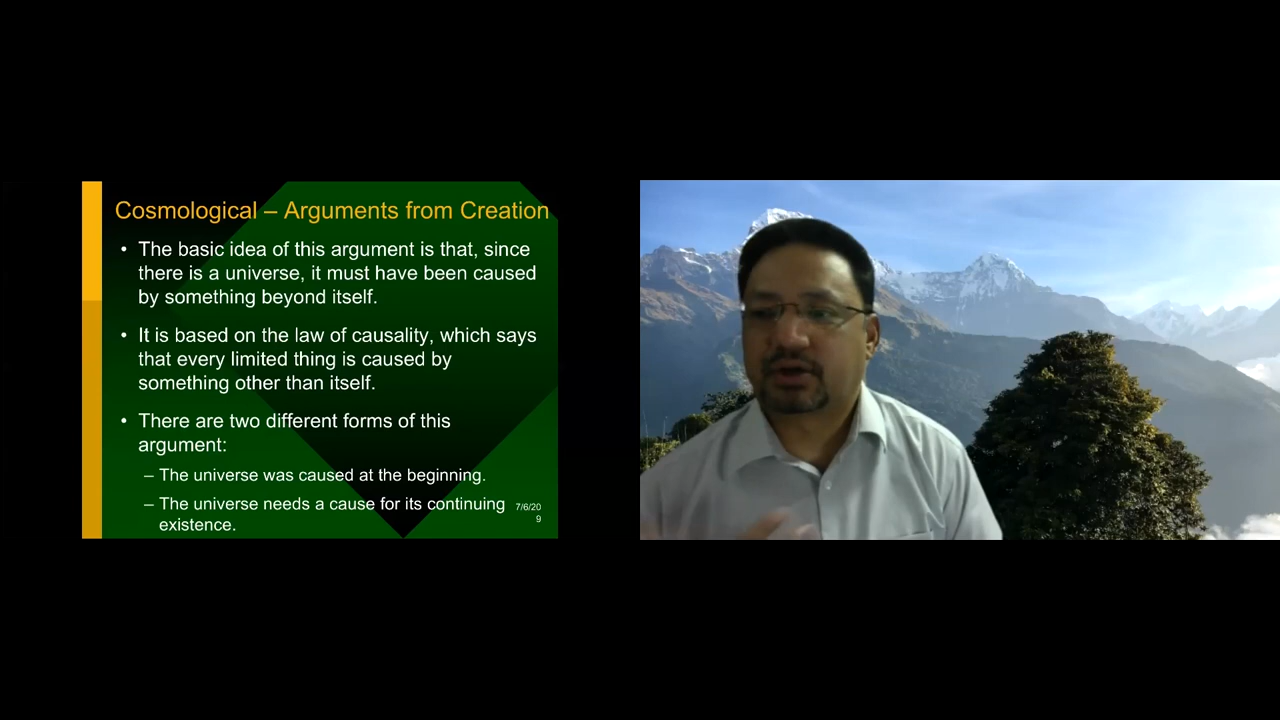 Cosmological – Arguments from Creation
• The basic idea of this argument is that, since
there is a universe, it must have been caused
by something beyond itself.
• It is based on the law of causality, which says
that every limited thing is caused by
something other than itself.
• There are two different forms of this
argument:
– The universe was caused at the beginning.
– The universe needs a cause for its continuing
existence.
7/6/20
9